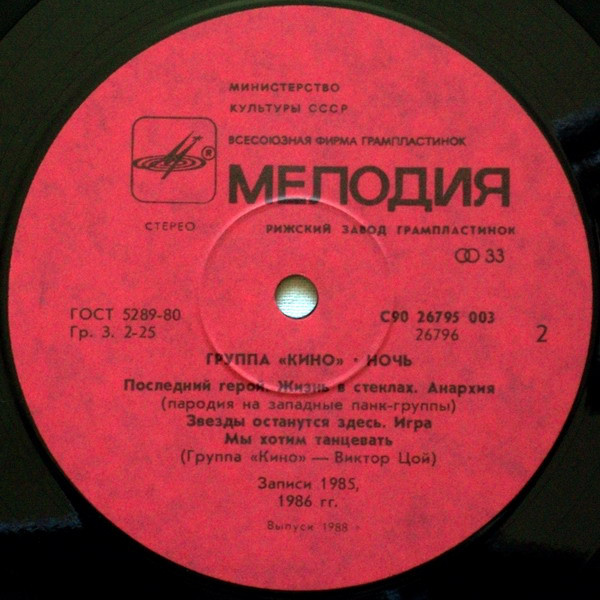 МИНИСТЕРСТВО
КУЛЬТУРЫ СССР
ВСЕСОЮЗНАЯ ФИРМА ГРАМПЛАСТИНОК
МЕЛОДИЯ
СТЕРЕО
РИЖСКИЙ ЗАВОД ГРАМПЛАСТИНОК
33
ГОСТ 5289-80
Гр. 3. 2-25
С90 26795 003
26796
2
ГРУППА «КИНО» · НОЧЬ
Последний герой. Жизнь в стеклах. Анархия
(пародия на западные панк-группы)
Звезды останутся здесь. Игра
Мы хотим танцевать
(Группа «Кино» — Виктор Цой)
Записи 1985,
1986 гг.
Выпуск 1988 г.